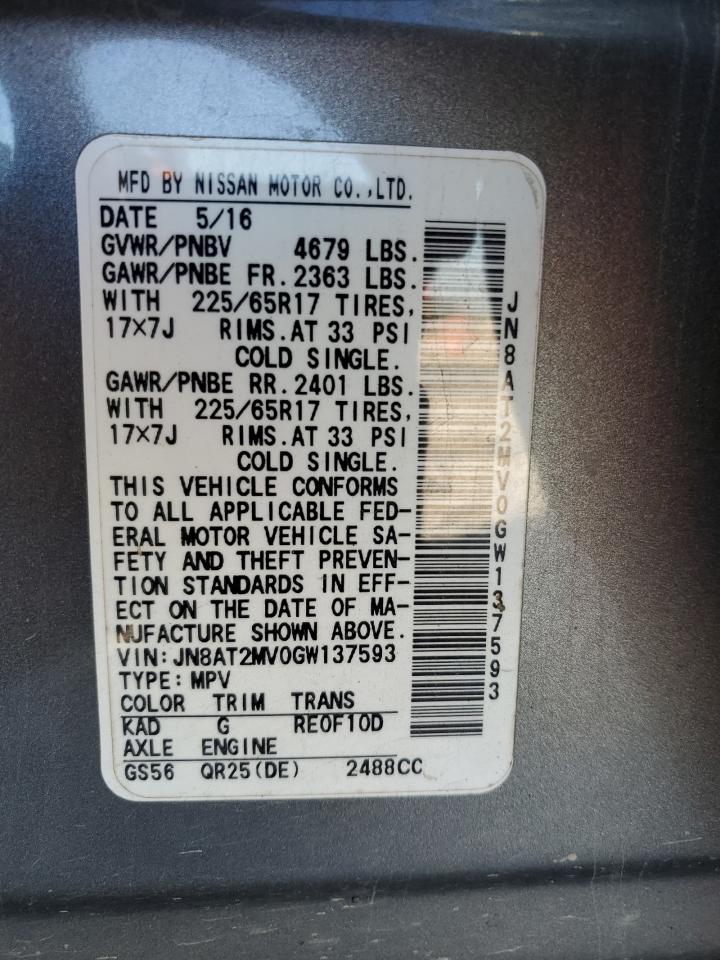 MFD BY NISSAN MOTOR CO.,LTD.
DATE 5/16
GVWR/PNBV 4679 LBS.
GAWR/PNBE FR.2363 LBS.
WITH 225/65R17 TIRES,
17×7J RIMS.AT 33 PSI
COLD SINGLE.
GAWR/PNBE RR.2401 LBS.
WITH 225/65R17 TIRES,
17×7J RIMS.AT 33 PSI
COLD SINGLE.
THIS VEHICLE CONFORMS
TO ALL APPLICABLE FED-
ERAL MOTOR VEHICLE SA-
FETY AND THEFT PREVEN-
TION STANDARDS IN EFF-
ECT ON THE DATE OF MA-
NUFACTURE SHOWN ABOVE.
VIN:JN8AT2MV0GW137593
TYPE:MPV
COLOR TRIM TRANS
KAD G RE0F10D
AXLE ENGINE
GS56 QR25(DE) 2488CC
JN8AT2MV0GW137593